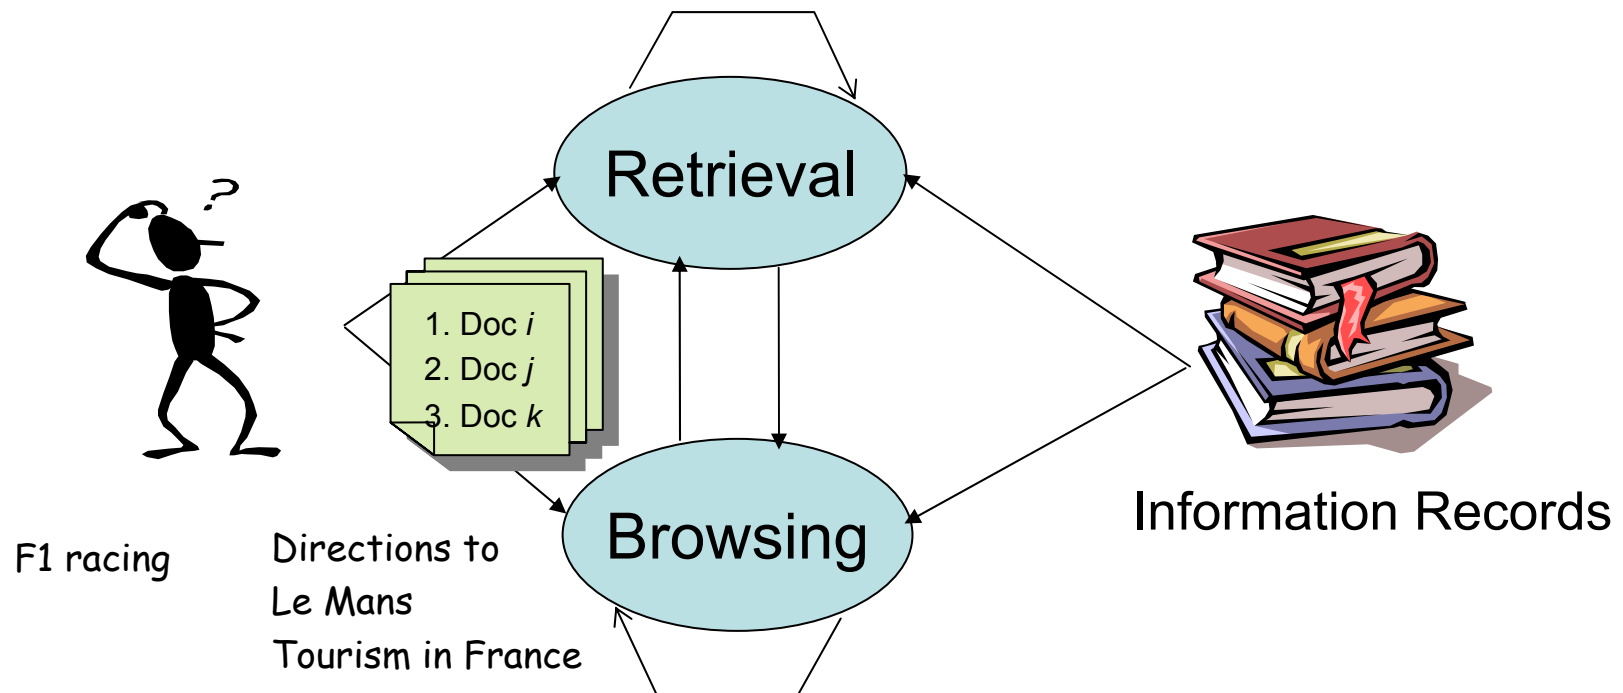 Retrieval
?
1. Doc i
2. Doc j
3. Doc k
Browsing
Information Records
F1 racing
Directions to
Le Mans
Tourism in France